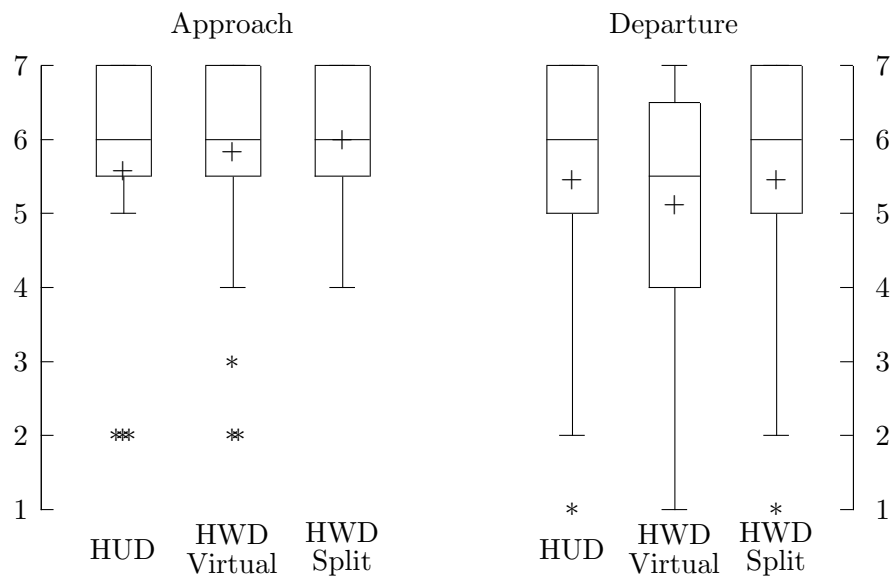 Approach
Departure
7
6
5
4
3
2
1
7
6
5
4
3
2
1
HUD
HWD
Virtual
HWD
Split
HUD
HWD
Virtual
HWD
Split